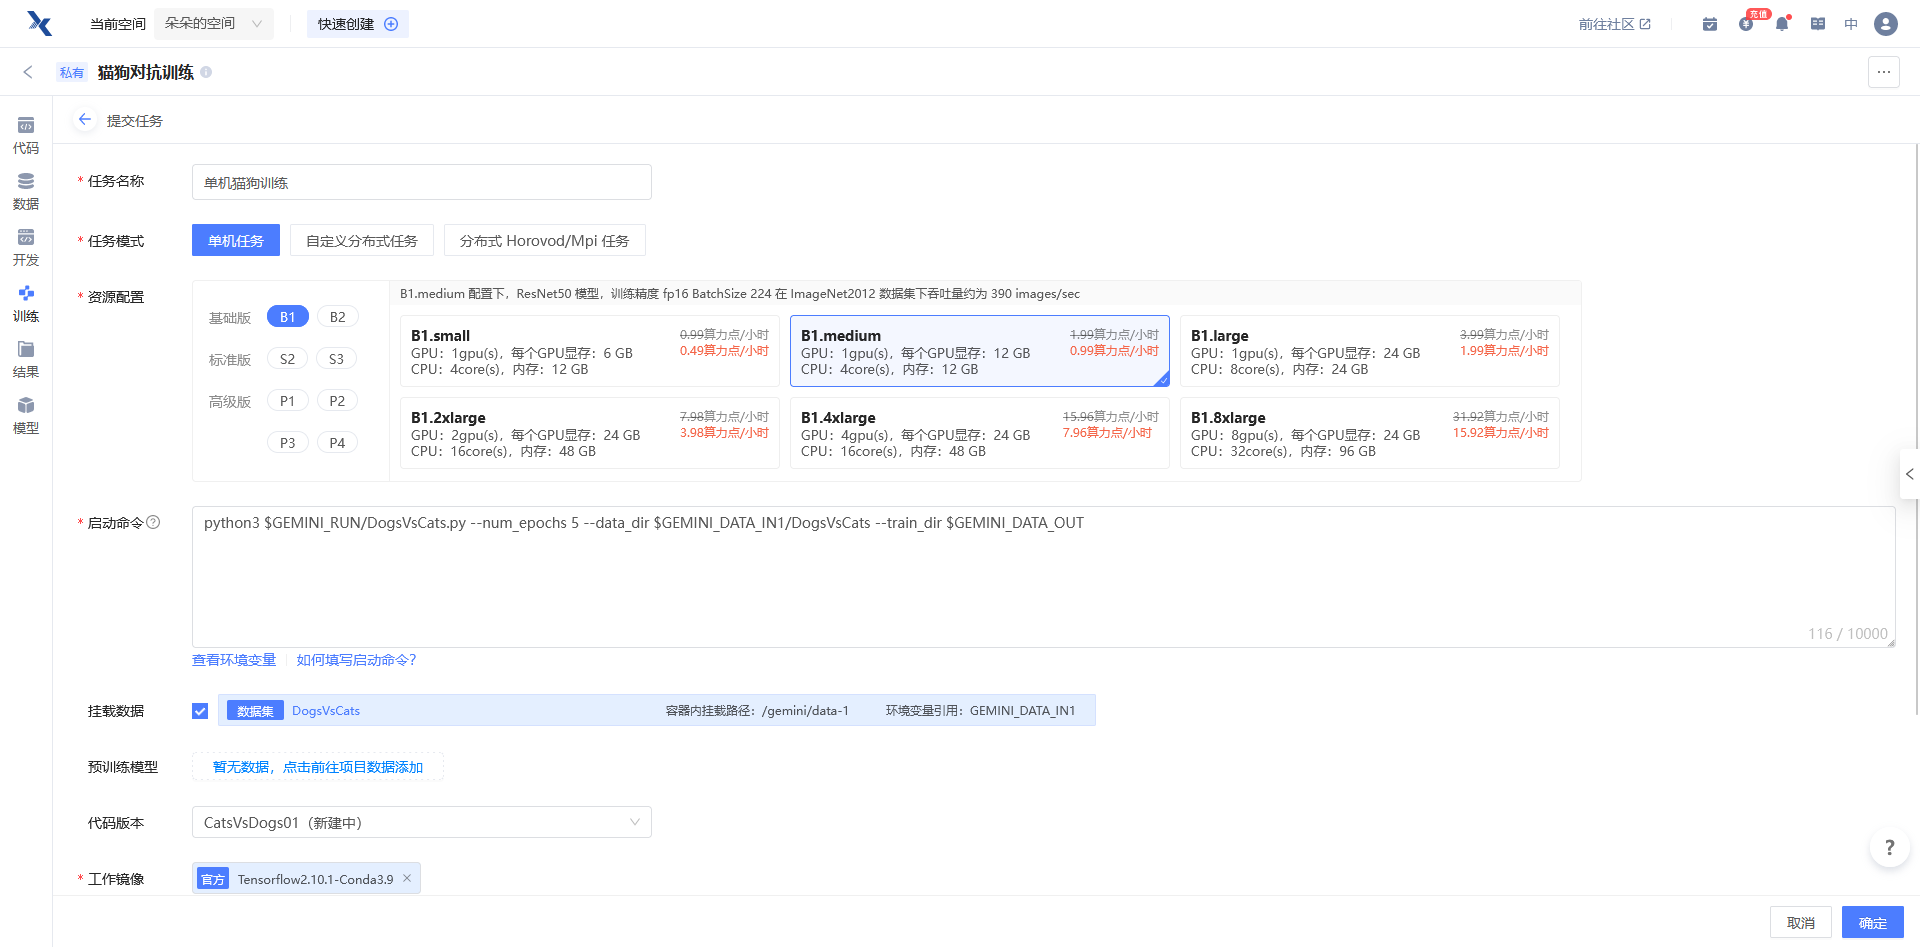 当前空间 朵朵的空间 快速创建 前往社区 充值 中
私有 猫狗对抗训练
提交任务
代码
数据
开发
训练
结果
模型
* 任务名称 单机猫狗训练
* 任务模式 单机任务 自定义分布式任务 分布式 Horovod/Mpi 任务
* 资源配置
基础版 B1 B2
标准版 S2 S3
高级版 P1 P2
P3 P4
B1.medium 配置下，ResNet50 模型，训练精度 fp16 BatchSize 224 在 ImageNet2012 数据集下吞吐量约为 390 images/sec
B1.small 0.99算力点/小时
0.49算力点/小时
GPU：1gpu(s)，每个GPU显存：6 GB
CPU：4core(s)，内存：12 GB
B1.medium 1.99算力点/小时
0.99算力点/小时
GPU：1gpu(s)，每个GPU显存：12 GB
CPU：4core(s)，内存：12 GB
B1.large 3.99算力点/小时
1.99算力点/小时
GPU：1gpu(s)，每个GPU显存：24 GB
CPU：8core(s)，内存：24 GB
B1.2xlarge 7.98算力点/小时
3.98算力点/小时
GPU：2gpu(s)，每个GPU显存：24 GB
CPU：16core(s)，内存：48 GB
B1.4xlarge 15.96算力点/小时
7.96算力点/小时
GPU：4gpu(s)，每个GPU显存：24 GB
CPU：16core(s)，内存：48 GB
B1.8xlarge 31.92算力点/小时
15.92算力点/小时
GPU：8gpu(s)，每个GPU显存：24 GB
CPU：32core(s)，内存：96 GB
* 启动命令 python3 $GEMINI_RUN/DogsVsCats.py --num_epochs 5 --data_dir $GEMINI_DATA_IN1/DogsVsCats --train_dir $GEMINI_DATA_OUT
116 / 10000
查看环境变量 如何填写启动命令?
挂载数据 数据集 DogsVsCats 容器内挂载路径：/gemini/data-1 环境变量引用：GEMINI_DATA_IN1
预训练模型 暂无数据，点击前往项目数据添加
代码版本 CatsVsDogs01（新建中）
* 工作镜像 官方 Tensorflow2.10.1-Conda3.9
?
取消 确定